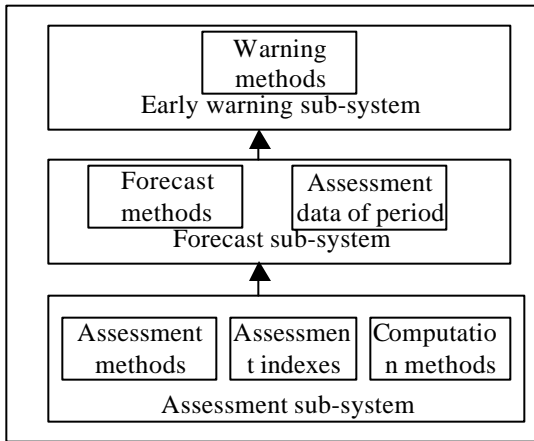 Warning
methods
Early warning sub-system
Forecast
methods
Assessment
data of period
Forecast sub-system
Assessment
methods
Assessmen
t indexes
Computatio
n methods
Assessment sub-system